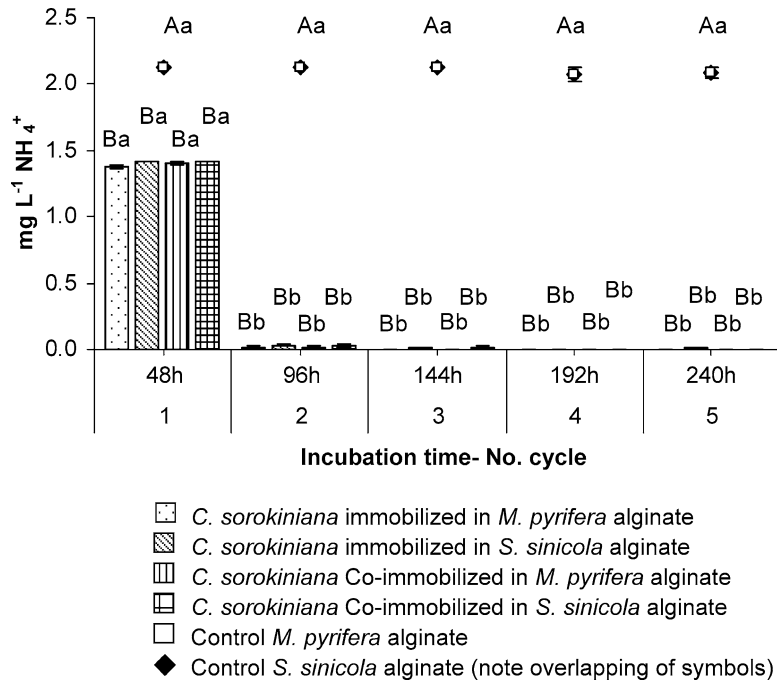 Aa Aa Aa Aa Aa
2.5
2.0
1.5
1.0
0.5
0.0
mg L-1 NH 4+
Ba Ba Ba Ba
Bb Bb Bb Bb
Bb Bb Bb Bb
Bb Bb Bb Bb
Bb Bb Bb Bb
48h 96h 144h 192h 240h
1 2 3 4 5
Incubation time- No. cycle
C. sorokiniana immobilized in M. pyrifera alginate
C. sorokiniana immobilized in S. sinicola alginate
C. sorokiniana Co-immobilized in M. pyrifera alginate
C. sorokiniana Co-immobilized in S. sinicola alginate
Control M. pyrifera alginate
Control S. sinicola alginate (note overlapping of symbols)